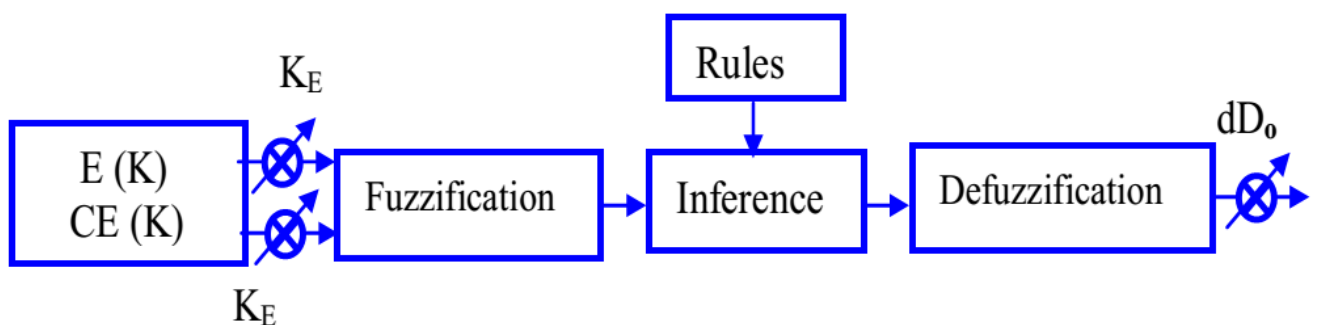 Rules
K_E
dD_o
E (K)
CE (K)
Fuzzification
Inference
Defuzzification
K_E